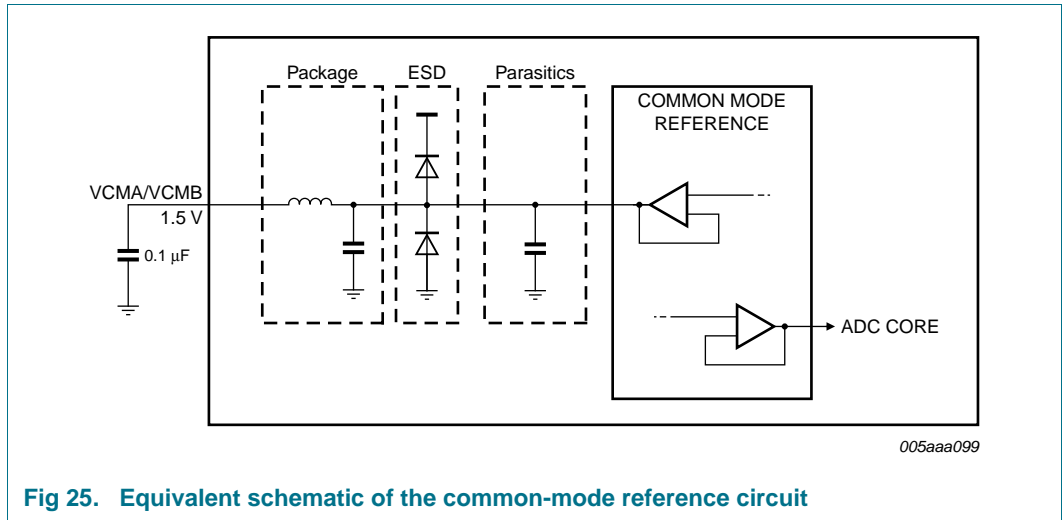 Package ESD Parasitics
COMMON MODE
REFERENCE
VCMA/VCMB
1.5 V
0.1 μF
ADC CORE
005aaa099
Fig 25. Equivalent schematic of the common-mode reference circuit